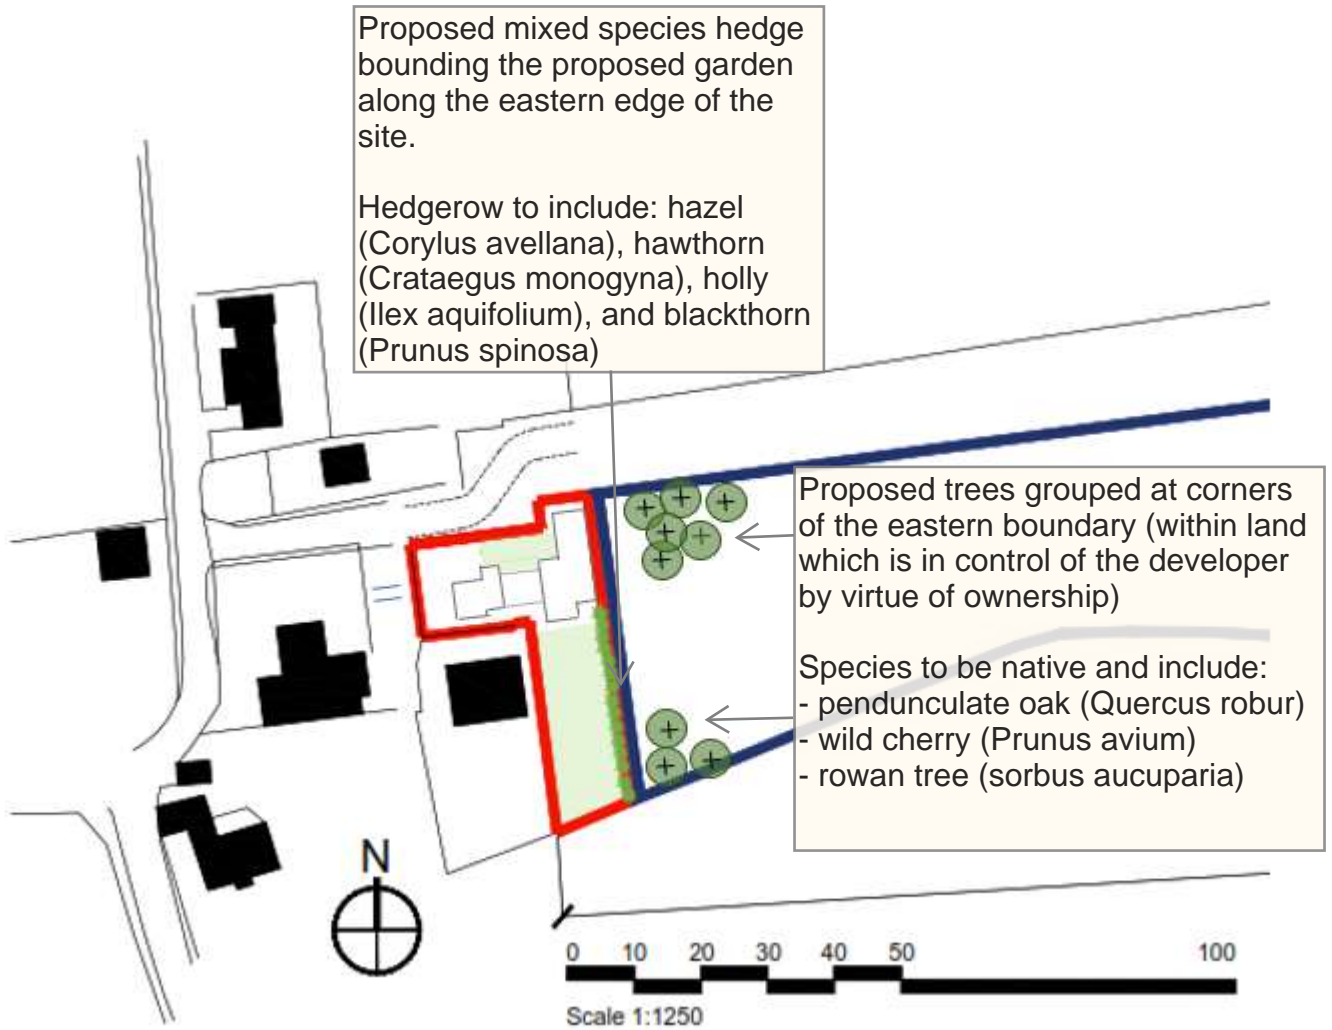 Proposed mixed species hedge
bounding the proposed garden
along the eastern edge of the
site.
Hedgerow to include: hazel
(Corylus avellana), hawthorn
(Crataegus monogyna), holly
(Ilex aquifolium), and blackthorn
(Prunus spinosa)
Proposed trees grouped at corners
of the eastern boundary (within land
which is in control of the developer
by virtue of ownership)
Species to be native and include:
- pendunculate oak (Quercus robur)
- wild cherry (Prunus avium)
- rowan tree (sorbus aucuparia)
N
0 10 20 30 40 50 100
Scale 1:1250